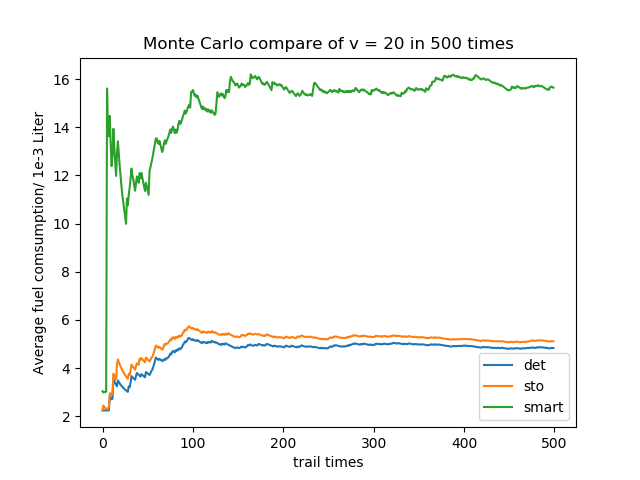 Monte Carlo compare of v = 20 in 500 times
Average fuel comsumption/ 1e-3 Liter
16
14
12
10
8
6
4
2
0
100
200
300
400
500
trail times
det
sto
smart